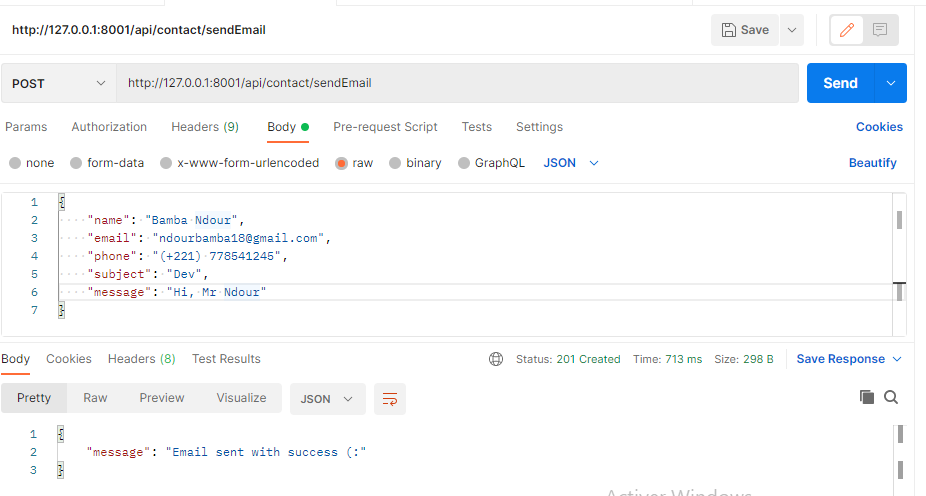 http://127.0.0.1:8001/api/contact/sendEmail
Save
POST
http://127.0.0.1:8001/api/contact/sendEmail
Send
Params Authorization Headers (9) Body Pre-request Script Tests Settings Cookies
none form-data x-www-form-urlencoded raw binary GraphQL JSON Beautify
1 {
2 "name": "Bamba Ndour",
3 "email": "ndourbamba18@gmail.com",
4 "phone": "(+221) 778541245",
5 "subject": "Dev",
6 "message": "Hi, Mr Ndour"
7 }
Body Cookies Headers (8) Test Results Status: 201 Created Time: 713 ms Size: 298 B Save Response
Pretty Raw Preview Visualize JSON
1 {
2 "message": "Email sent with success (:"
3 }
Activer Windows